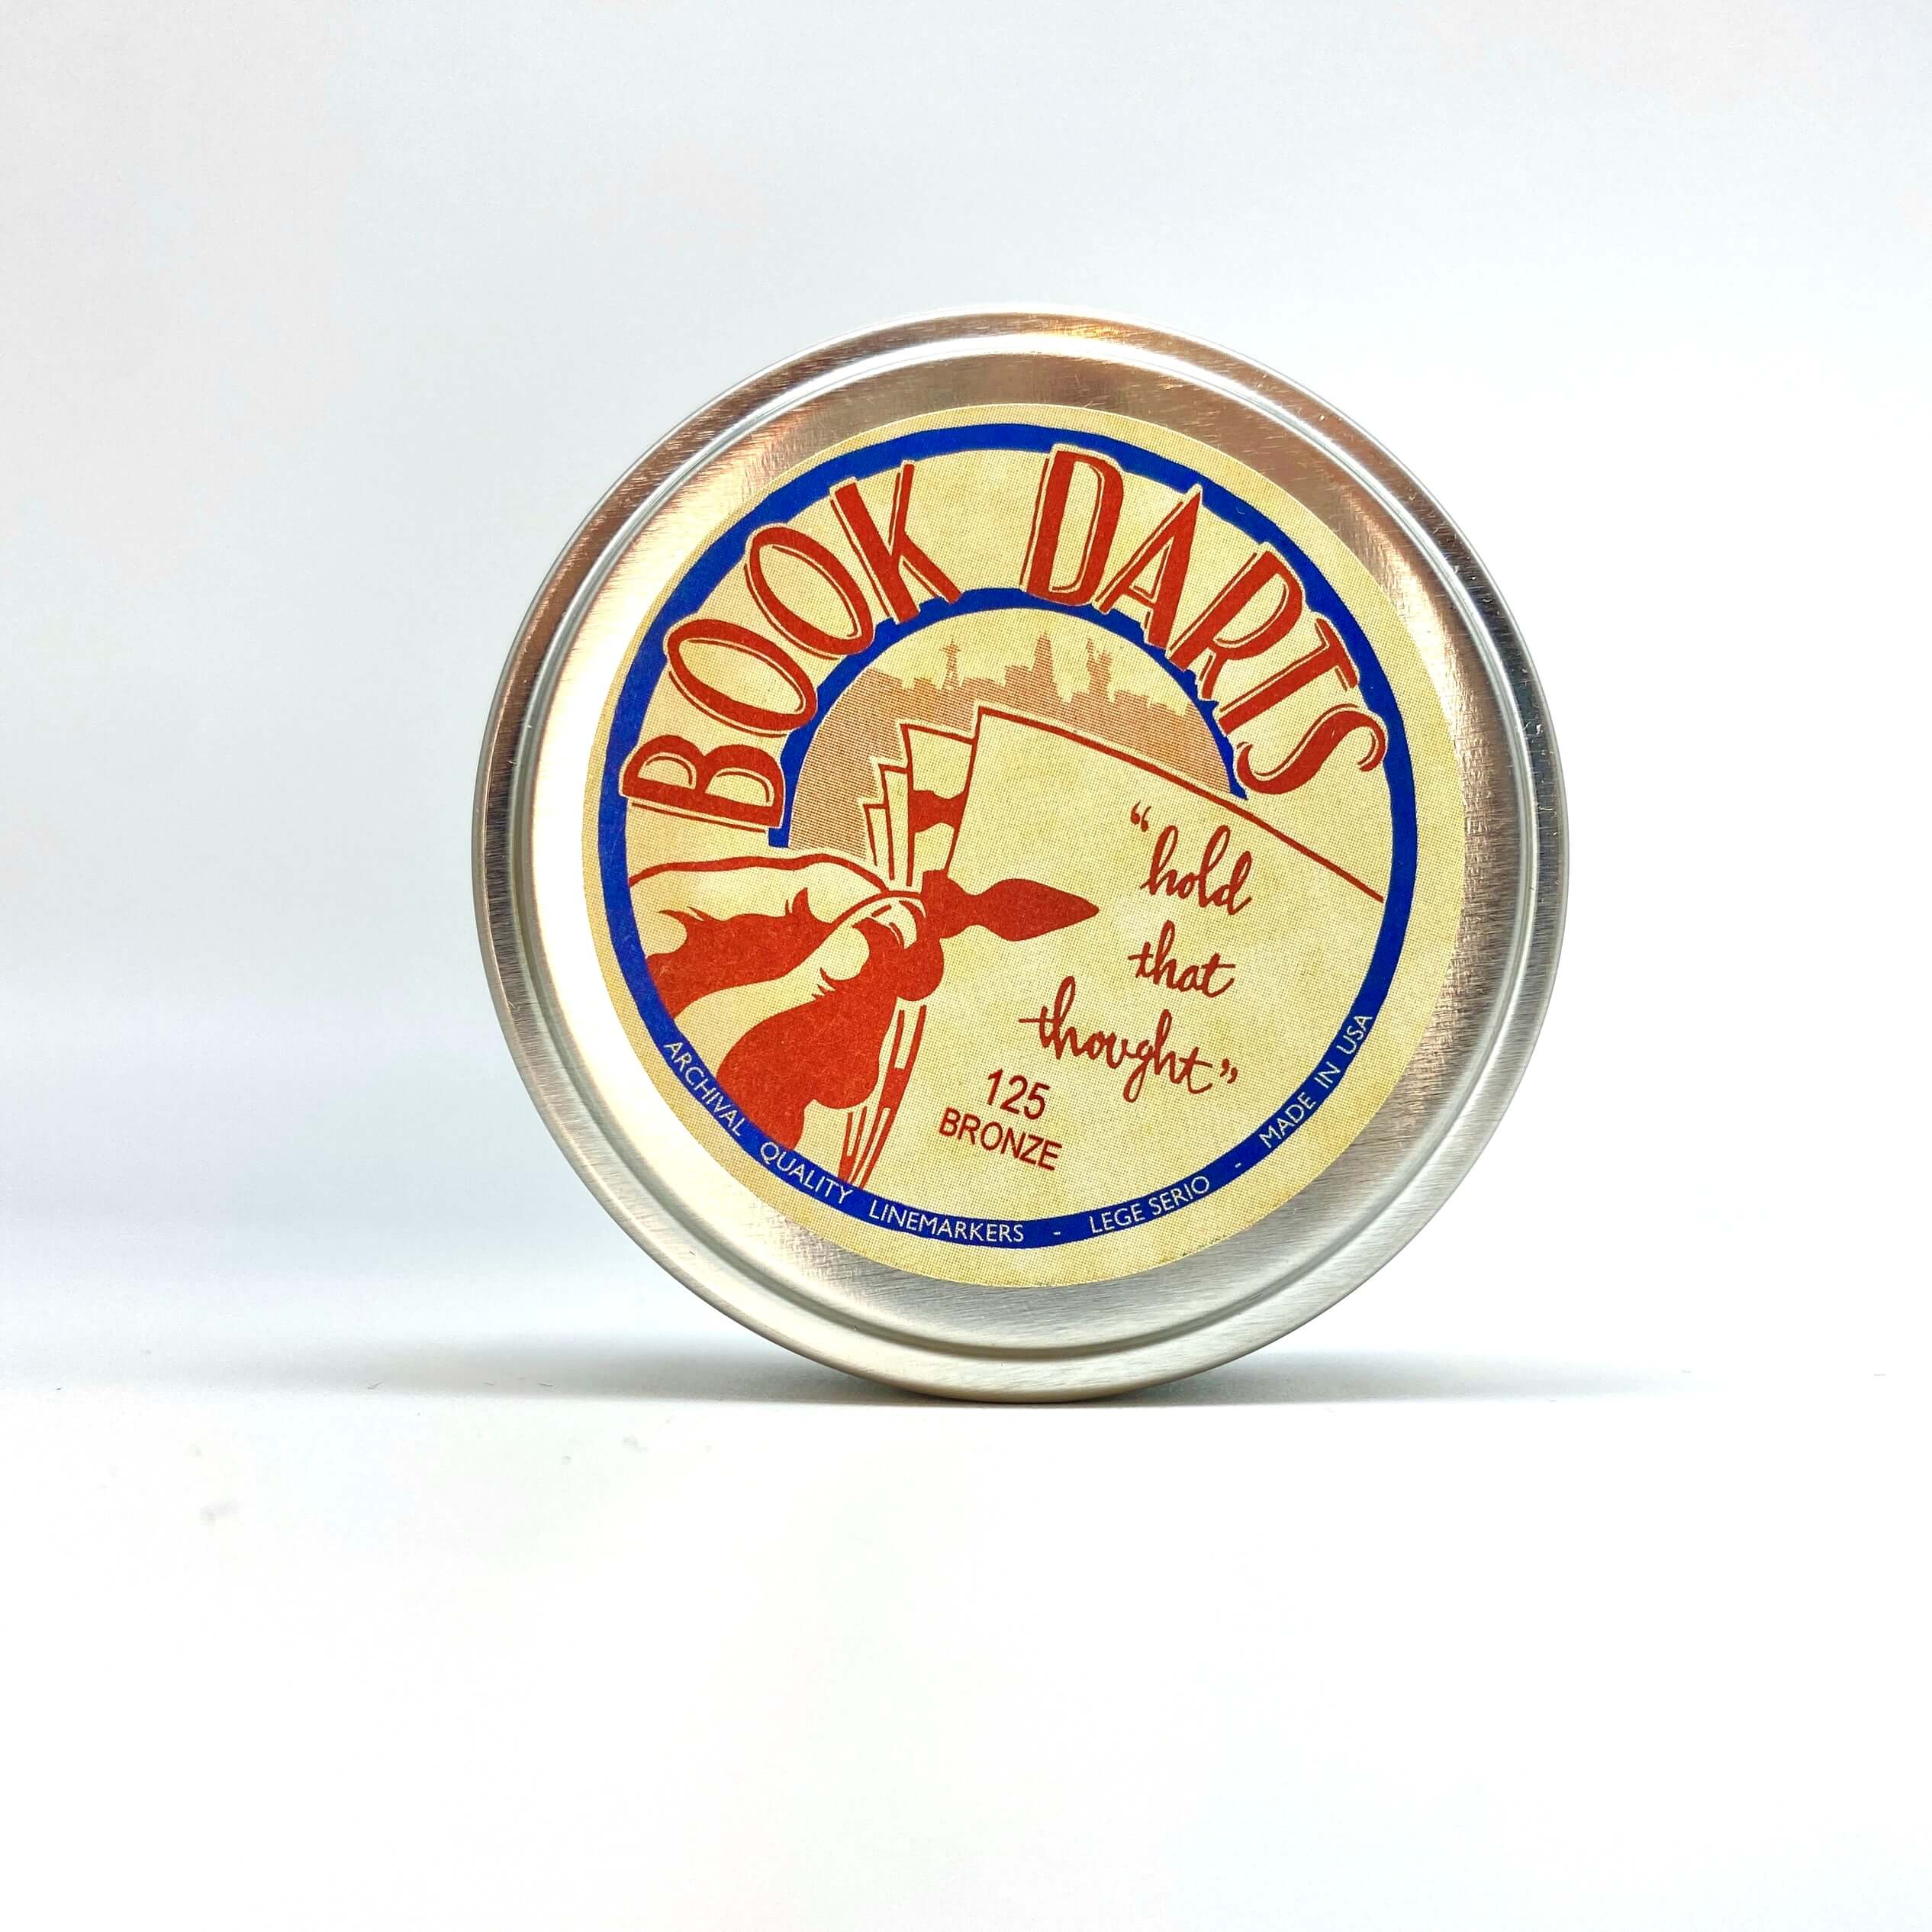 BOOK DARTS
“hold
that
thought”
125
BRONZE
ARCHIVAL QUALITY LINEMARKERS - LEGE SERIO - MADE IN USA